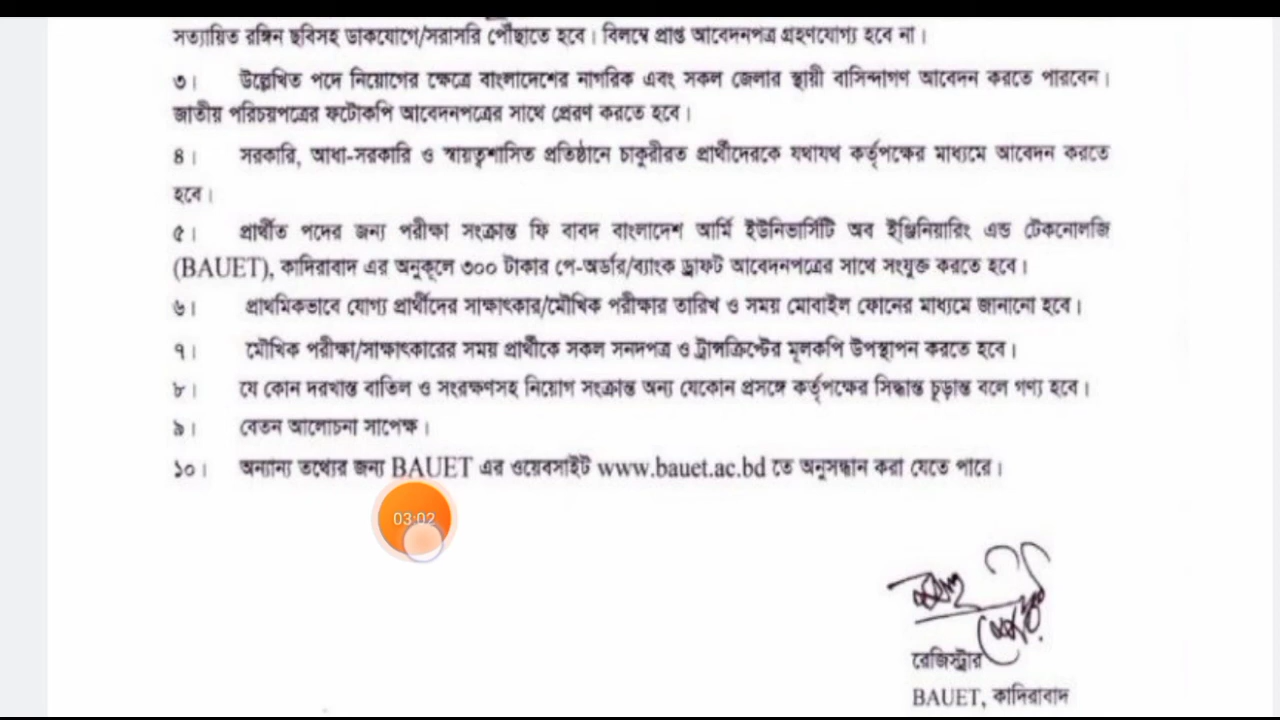 সত্যায়িত রঙ্গিন ছবিসহ ডাকযোগে/সরাসরি পৌঁছাতে হবে। বিলম্বে প্রাপ্ত আবেদনপত্র গ্রহণযোগ্য হবে না।
৩। উল্লেখিত পদে নিয়োগের ক্ষেত্রে বাংলাদেশের নাগরিক এবং সকল জেলার স্থায়ী বাসিন্দাগণ আবেদন করতে পারবেন।
জাতীয় পরিচয়পত্রের ফটোকপি আবেদনপত্রের সাথে প্রেরণ করতে হবে।
৪। সরকারি, আধা-সরকারি ও স্বায়ত্বশাসিত প্রতিষ্ঠানে চাকুরীরত প্রার্থীদেরকে যথাযথ কর্তৃপক্ষের মাধ্যমে আবেদন করতে
হবে।
৫। প্রার্থীত পদের জন্য পরীক্ষা সংক্রান্ত ফি বাবদ বাংলাদেশ আর্মি ইউনিভার্সিটি অব ইঞ্জিনিয়ারিং এন্ড টেকনোলজি
(BAUET), কাদিরাবাদ এর অনুকূলে ৩০০ টাকার পে-অর্ডার/ব্যাংক ড্রাফট আবেদনপত্রের সাথে সংযুক্ত করতে হবে।
৬। প্রাথমিকভাবে যোগ্য প্রার্থীদের সাক্ষাৎকার/মৌখিক পরীক্ষার তারিখ ও সময় মোবাইল ফোনের মাধ্যমে জানানো হবে।
৭। মৌখিক পরীক্ষা/সাক্ষাৎকারের সময় প্রার্থীকে সকল সনদপত্র ও ট্রান্সক্রিপ্টের মূলকপি উপস্থাপন করতে হবে।
৮। যে কোন দরখাস্ত বাতিল ও সংরক্ষণসহ নিয়োগ সংক্রান্ত অন্য যেকোন প্রসঙ্গে কর্তৃপক্ষের সিদ্ধান্ত চূড়ান্ত বলে গণ্য হবে।
৯। বেতন আলোচনা সাপেক্ষ।
১০। অন্যান্য তথ্যের জন্য BAUET এর ওয়েবসাইট www.bauet.ac.bd তে অনুসন্ধান করা যেতে পারে।
03:02
রেজিস্ট্রার
BAUET, কাদিরাবাদ